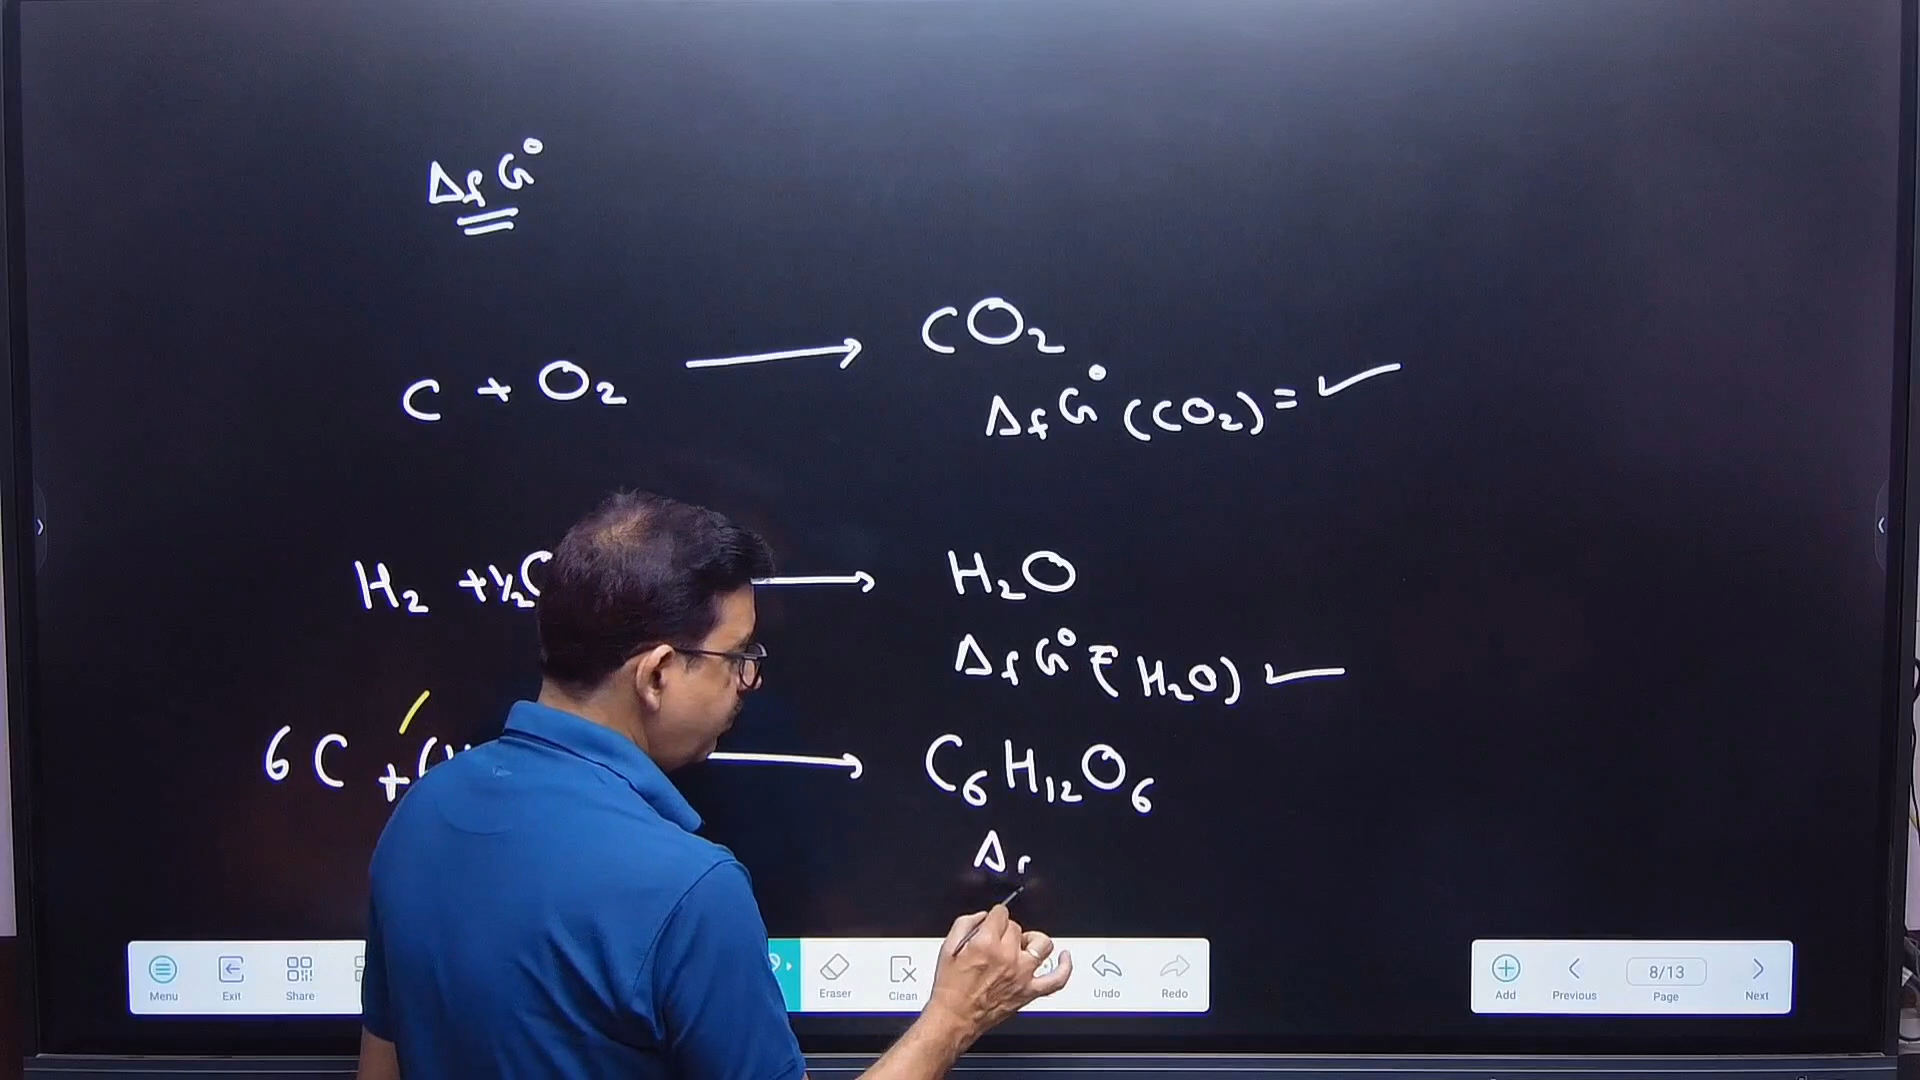 ΔfG°
C + O₂ ⟶ CO₂
ΔfG° (CO₂) = ✓
H₂ + ½ ⟶ H₂O
ΔfG° (H₂O) ✓
6C + ⟶ C₆H₁₂O₆
Δf
Menu Exit Share Eraser Clean Undo Redo Add Previous 8/13 Page Next